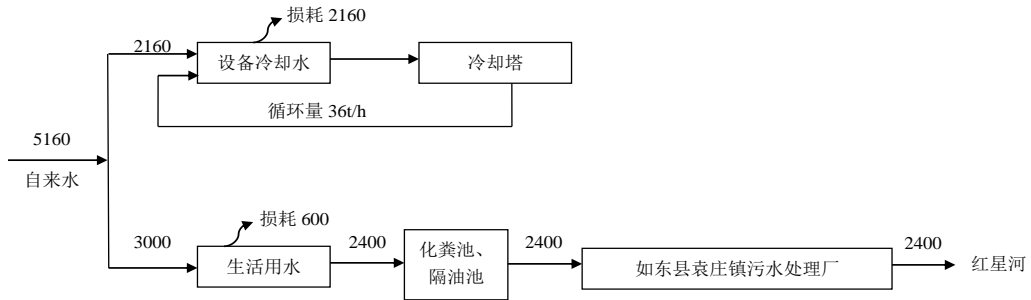 损耗 2160
2160
设备冷却水
冷却塔
循环量 36t/h
5160
自来水
损耗 600
3000
生活用水
2400
化粪池、
隔油池
2400
如东县袁庄镇污水处理厂
2400
红星河